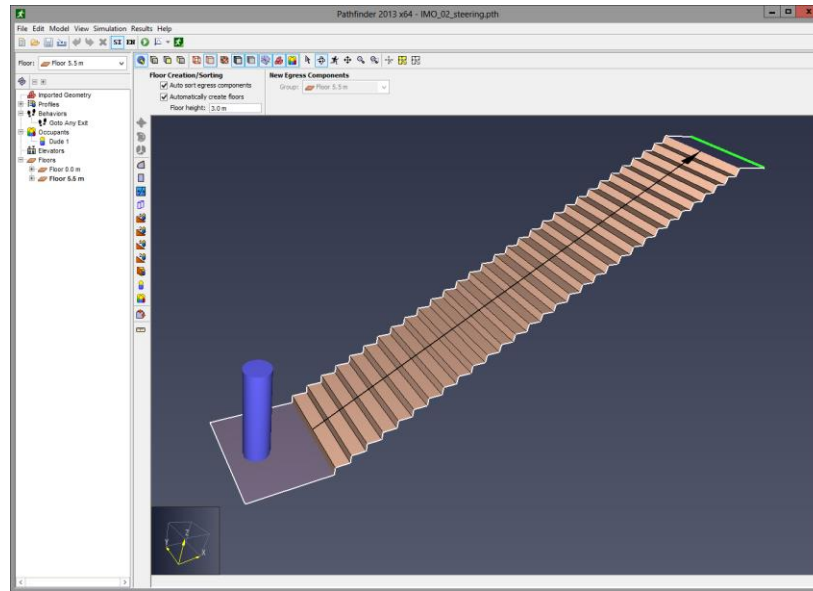 Pathfinder 2013 x64 - IMO_02_steering.pth
File Edit Model View Simulation Results Help
SI EN
Floor: Floor 5.5 m
Floor Creation/Sorting
New Egress Components
Auto sort egress components
Group: Floor 5.5 m
Automatically create floors
Floor height: 3.0 m
Imported Geometry
Profiles
Behaviors
Goto Any Exit
Occupants
Dude 1
Elevators
Floors
Floor 0.0 m
Floor 5.5 m
Z
Y
X